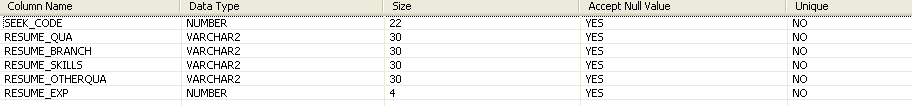 Column Name Data Type Size Accept Null Value Unique
SEEK_CODE NUMBER 22 YES NO
RESUME_QUA VARCHAR2 30 YES NO
RESUME_BRANCH VARCHAR2 30 YES NO
RESUME_SKILLS VARCHAR2 30 YES NO
RESUME_OTHERQUA VARCHAR2 30 YES NO
RESUME_EXP NUMBER 4 YES NO